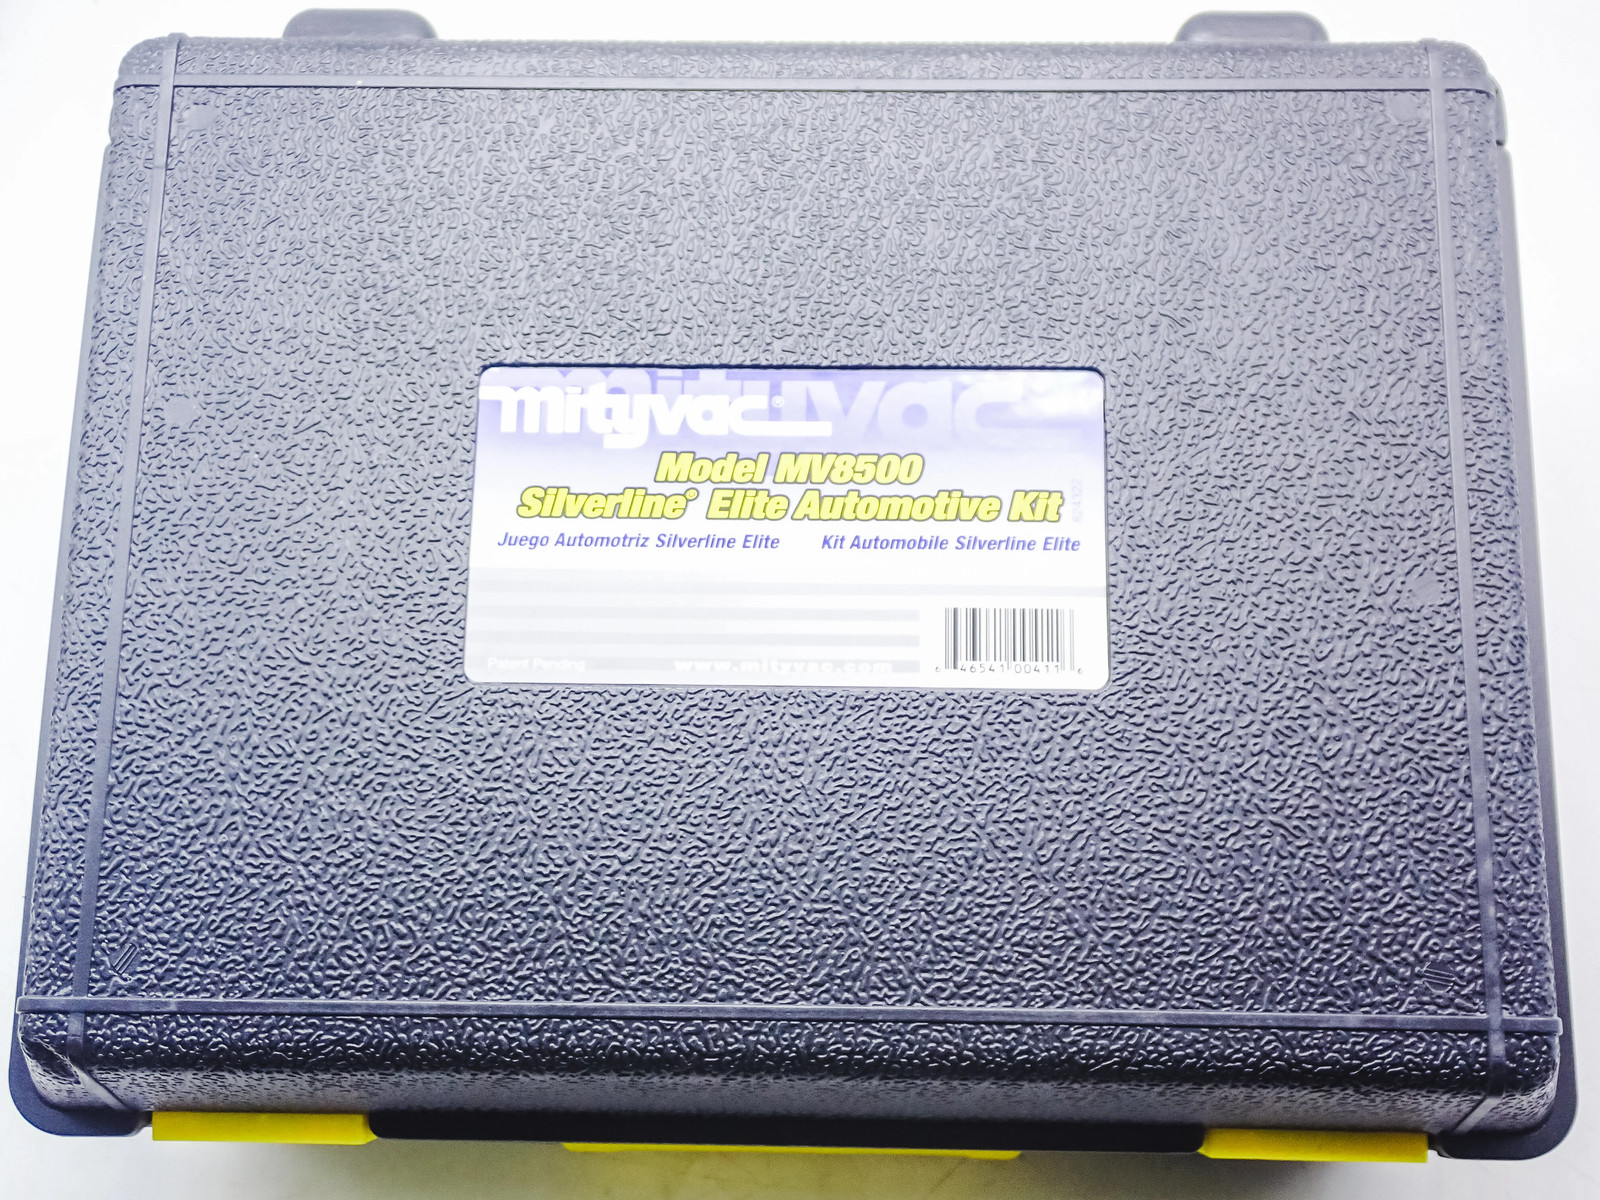 mityvac®
Model MV8500
Silverline® Elite Automotive Kit
Juego Automotriz Silverline Elite Kit Automobile Silverline Elite
Patent Pending
www.mityvac.com
6 46541 00411 6